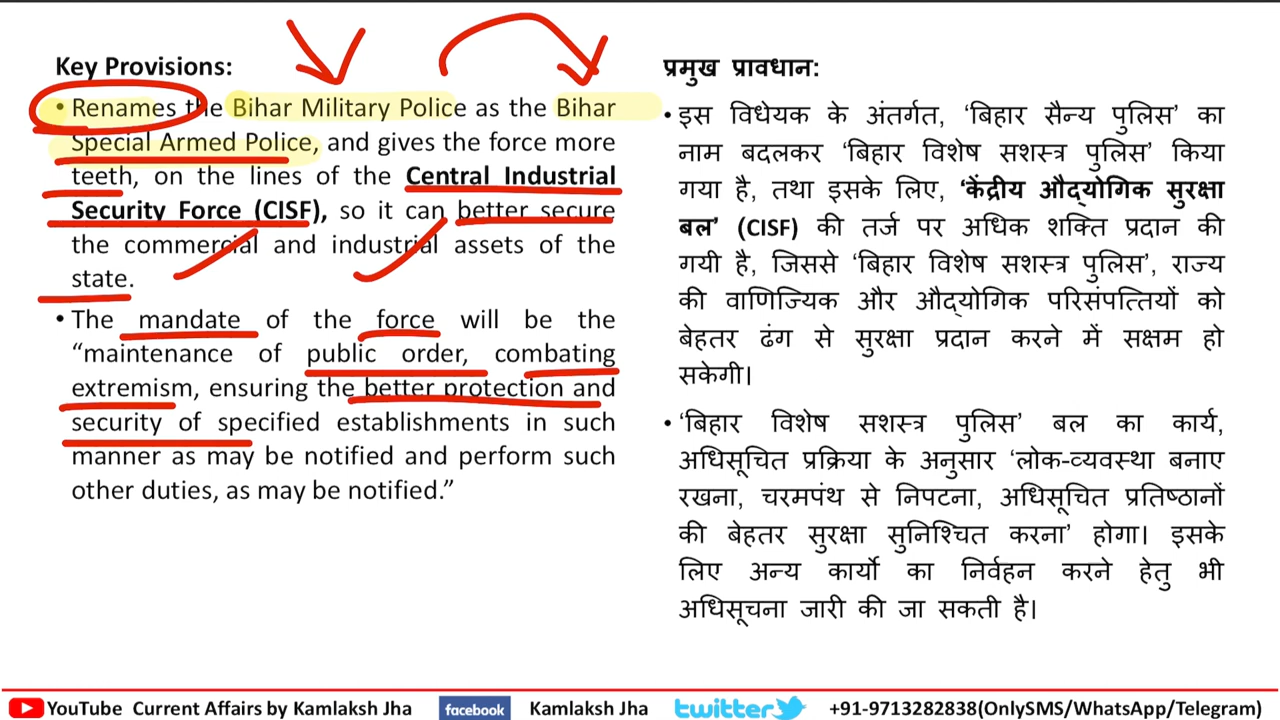 Key Provisions:
• Renames the Bihar Military Police as the Bihar
Special Armed Police, and gives the force more
teeth, on the lines of the Central Industrial
Security Force (CISF), so it can better secure
the commercial and industrial assets of the
state.
• The mandate of the force will be the
“maintenance of public order, combating
extremism, ensuring the better protection and
security of specified establishments in such
manner as may be notified and perform such
other duties, as may be notified.”
प्रमुख प्रावधान:
• इस विधेयक के अंतर्गत, ‘बिहार सैन्य पुलिस’ का
नाम बदलकर ‘बिहार विशेष सशस्त्र पुलिस’ किया
गया है, तथा इसके लिए, ‘केंद्रीय औद्योगिक सुरक्षा
बल’ (CISF) की तर्ज पर अधिक शक्ति प्रदान की
गयी है, जिससे ‘बिहार विशेष सशस्त्र पुलिस’, राज्य
की वाणिज्यिक और औद्योगिक परिसंपत्तियों को
बेहतर ढंग से सुरक्षा प्रदान करने में सक्षम हो
सकेगी।
• ‘बिहार विशेष सशस्त्र पुलिस’ बल का कार्य,
अधिसूचित प्रक्रिया के अनुसार ‘लोक-व्यवस्था बनाए
रखना, चरमपंथ से निपटना, अधिसूचित प्रतिष्ठानों
की बेहतर सुरक्षा सुनिश्चित करना’ होगा। इसके
लिए अन्य कार्यो का निर्वहन करने हेतु भी
अधिसूचना जारी की जा सकती है।
YouTube Current Affairs by Kamlaksh Jha facebook Kamlaksh Jha twitter +91-9713282838(OnlySMS/WhatsApp/Telegram)